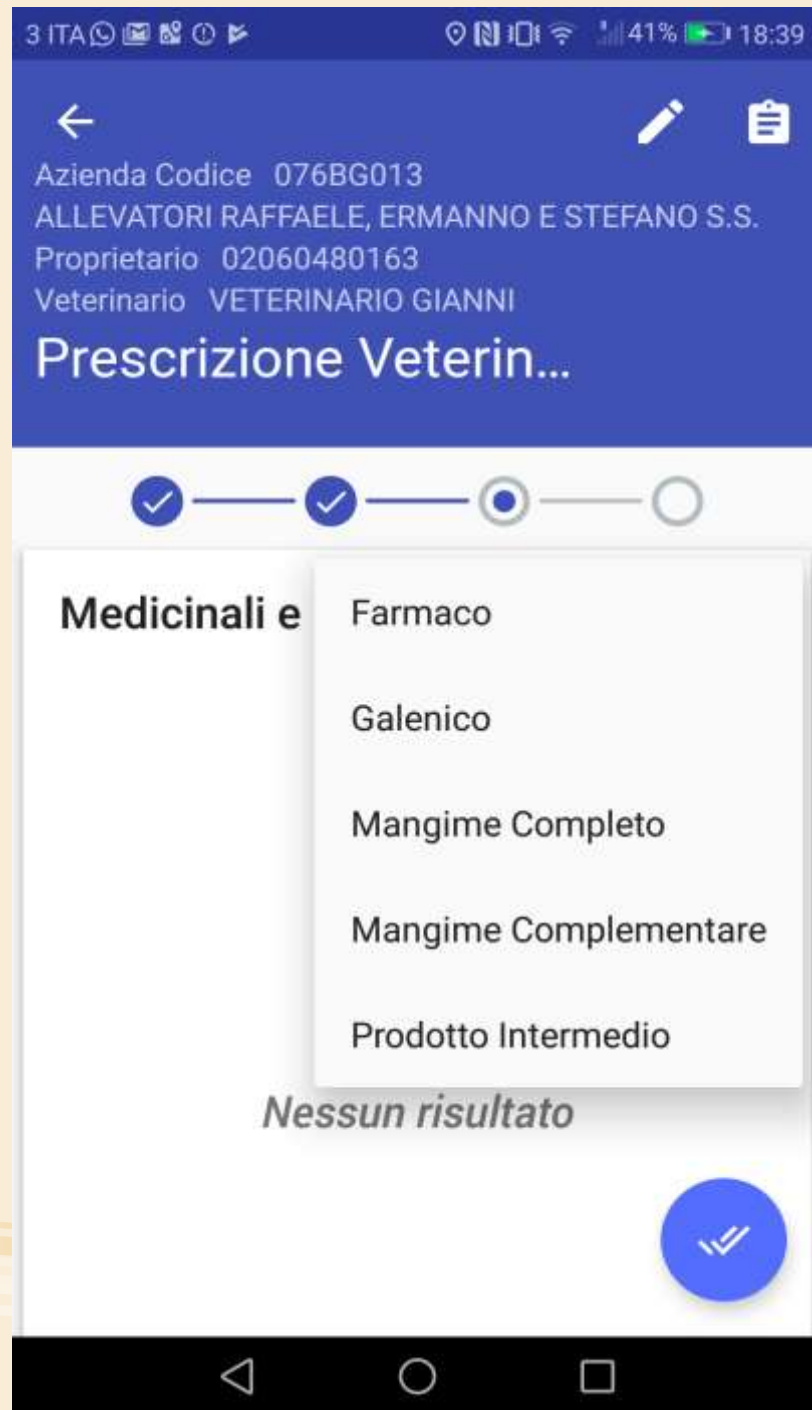 3 ITA 41% 18:39
Azienda Codice 076BG013
ALLEVATORI RAFFAELE, ERMANNO E STEFANO S.S.
Proprietario 02060480163
Veterinario VETERINARIO GIANNI
Prescrizione Veterin...
Medicinali e
Farmaco
Galenico
Mangime Completo
Mangime Complementare
Prodotto Intermedio
Nessun risultato